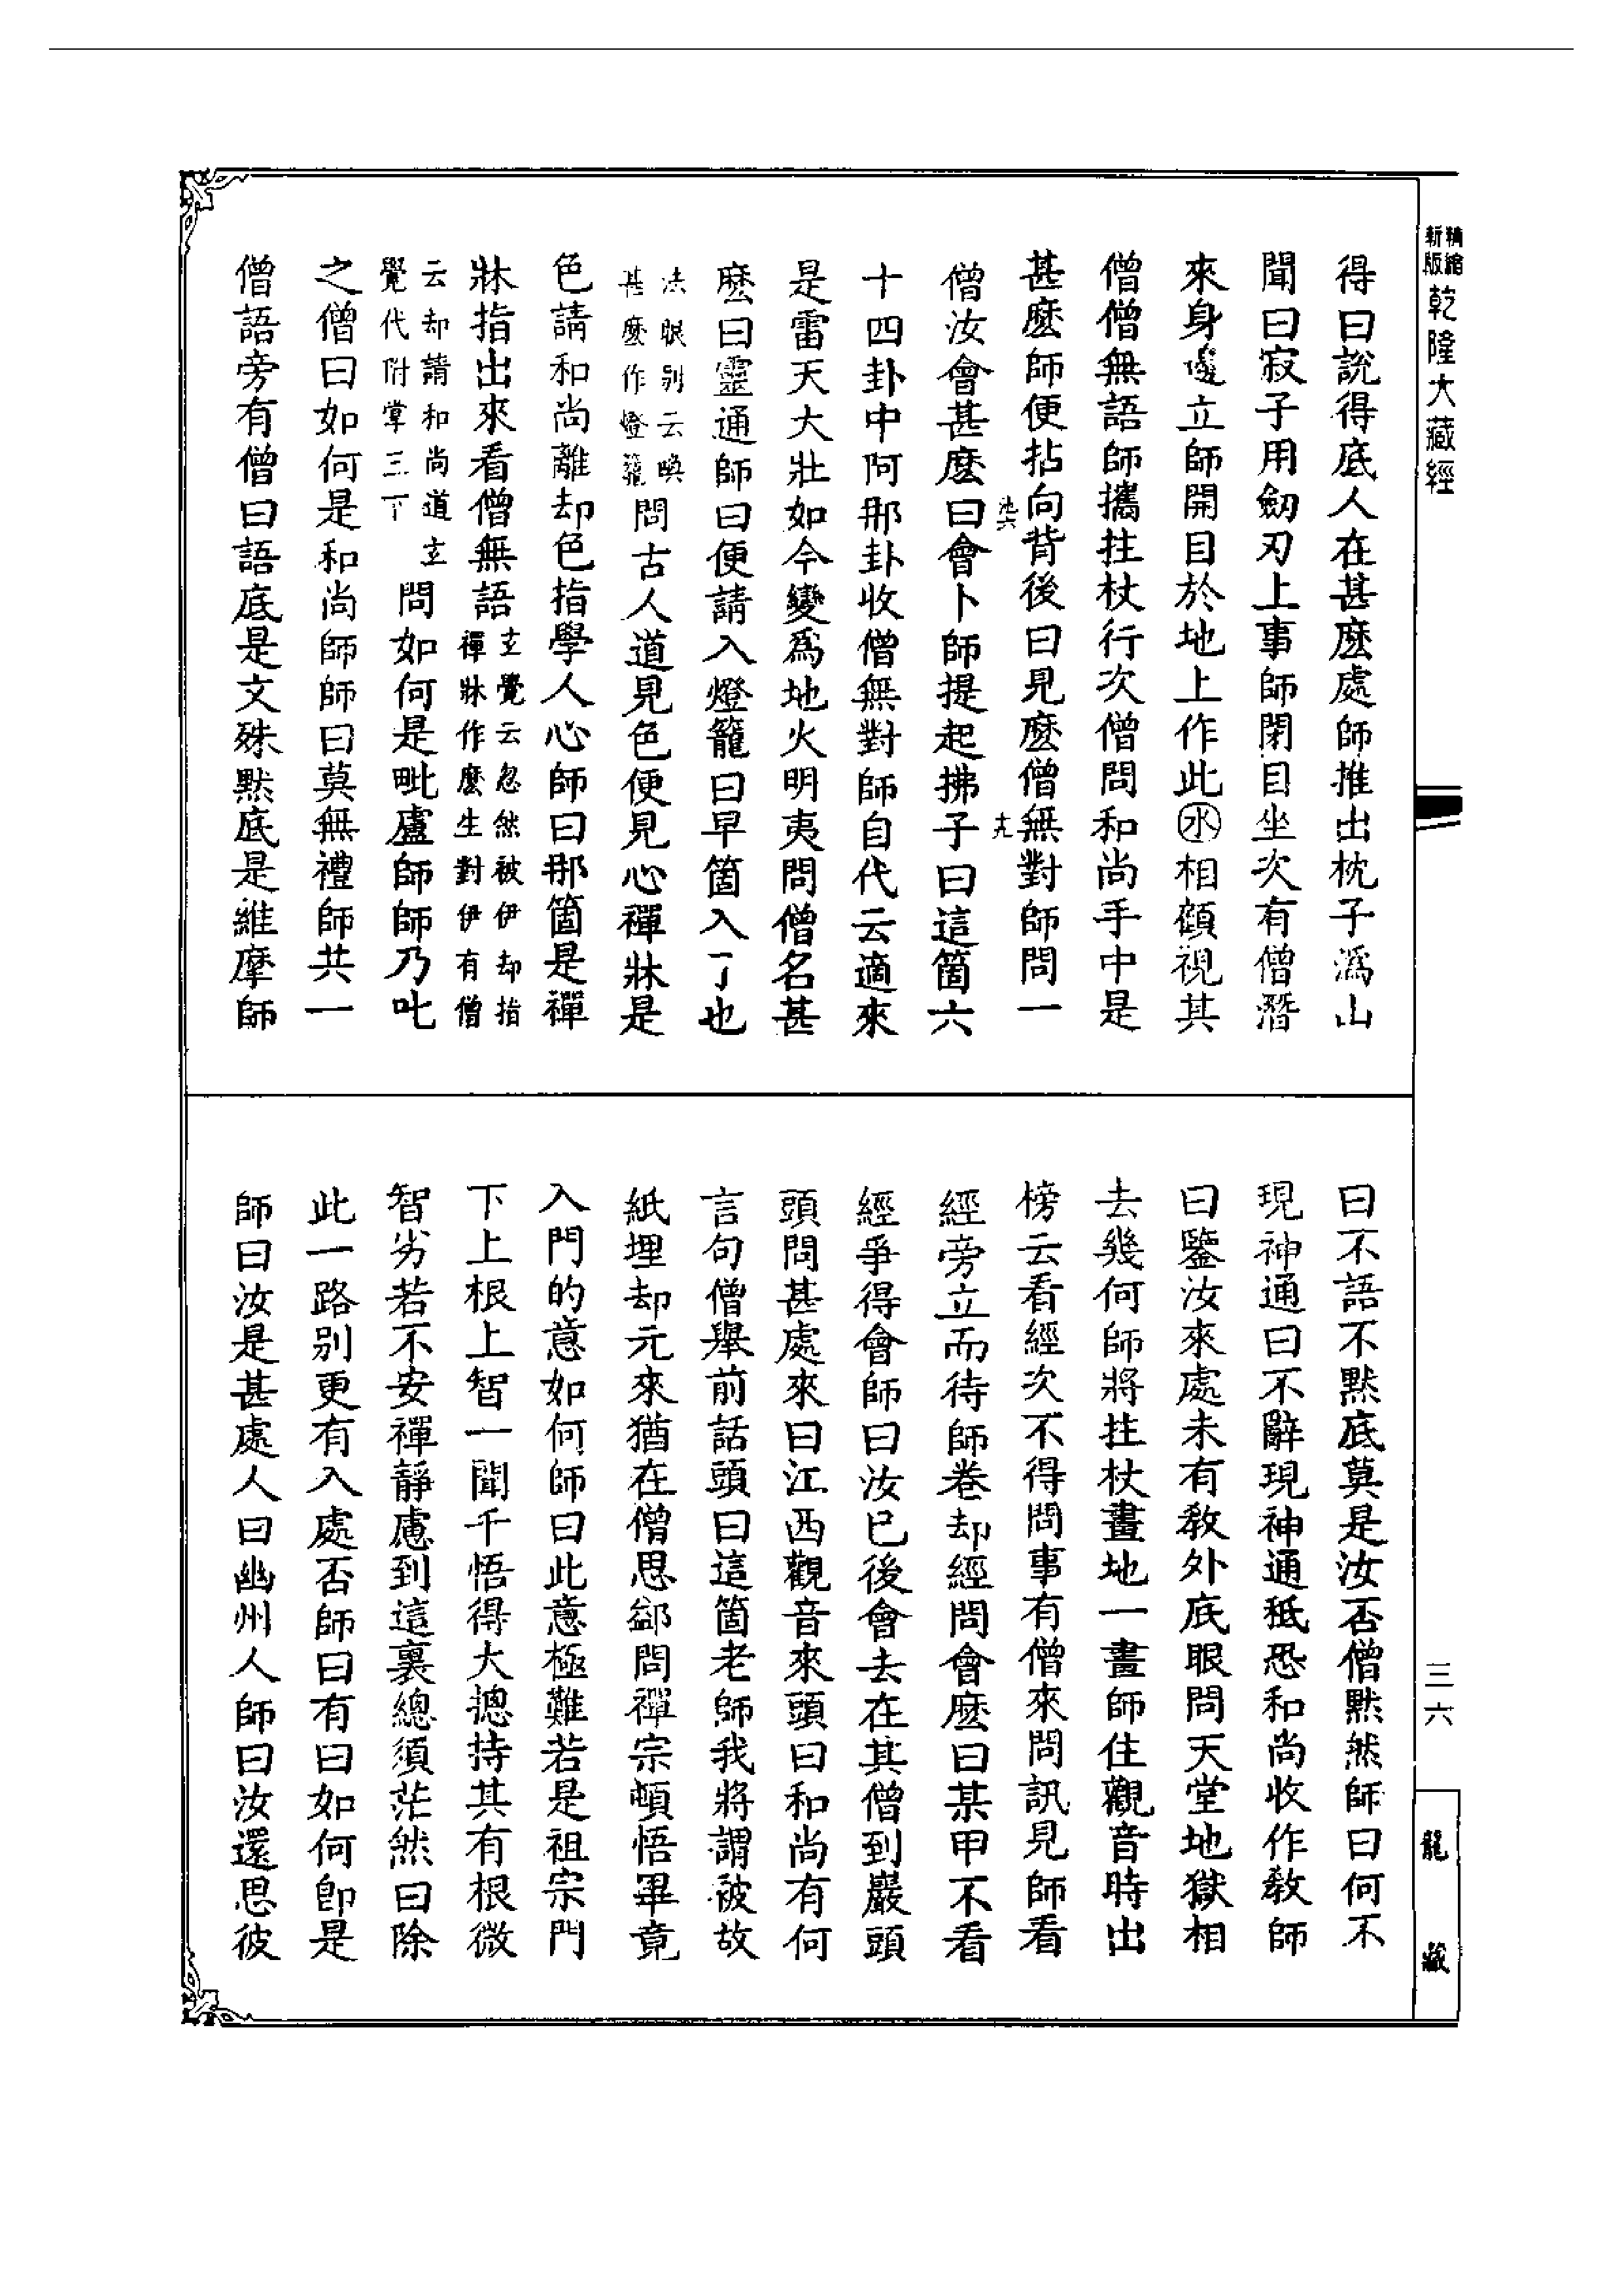 精縮新版乾隆大藏經
得曰說得底人在甚麽處師推出枕子溈山
聞曰寂子用劒刃上事師閉目坐次有僧潛
來身邊立師開目於地上作此㊌相顧視其
僧僧無語師攜拄杖行次僧問和尚手中是
甚麽師便拈向背後曰見麽僧無對師問一
池六
十九
僧汝會甚麽曰會卜師提起拂子曰這箇六
十四卦中阿那卦收僧無對師自代云適來
是雷天大壯如今變爲地火明夷問僧名甚
麽曰靈通師曰便請入燈籠曰早箇入了也
法眼別云喚甚麽作燈籠問古人道見色便見心禪牀是
色請和尚離却色指學人心師曰那箇是禪
牀指出來看僧無語玄覺云忽然被伊却指禪牀作麽生對伊有僧
云却請和尚道玄覺代附掌三下問如何是毗盧師師乃叱
之僧曰如何是和尚師師曰莫無禮師共一
僧語旁有僧曰語底是文殊默底是維摩師
曰不語不默底莫是汝否僧默然師曰何不
現神通曰不辭現神通秪恐和尚收作敎師
曰鑒汝來處未有敎外底眼問天堂地獄相
去幾何師將拄杖畫地一畫師住觀音時出
榜云看經次不得問事有僧來問訊見師看
經旁立而待師卷却經問會麽曰某甲不看
經爭得會師曰汝已後會去在其僧到巖頭
頭問甚處來曰江西觀音來頭曰和尚有何
言句僧舉前話頭曰這箇老師我將謂被故
紙埋却元來猶在僧思𨚗問禪宗頓悟畢竟
入門的意如何師曰此意極難若是祖宗門
下上根上智一聞千悟得大摠持其有根微
智劣若不安禪靜慮到這裏總須茫然曰除
此一路別更有入處否師曰有曰如何卽是
師曰汝是甚處人曰幽州人師曰汝還思彼
三六
龍藏